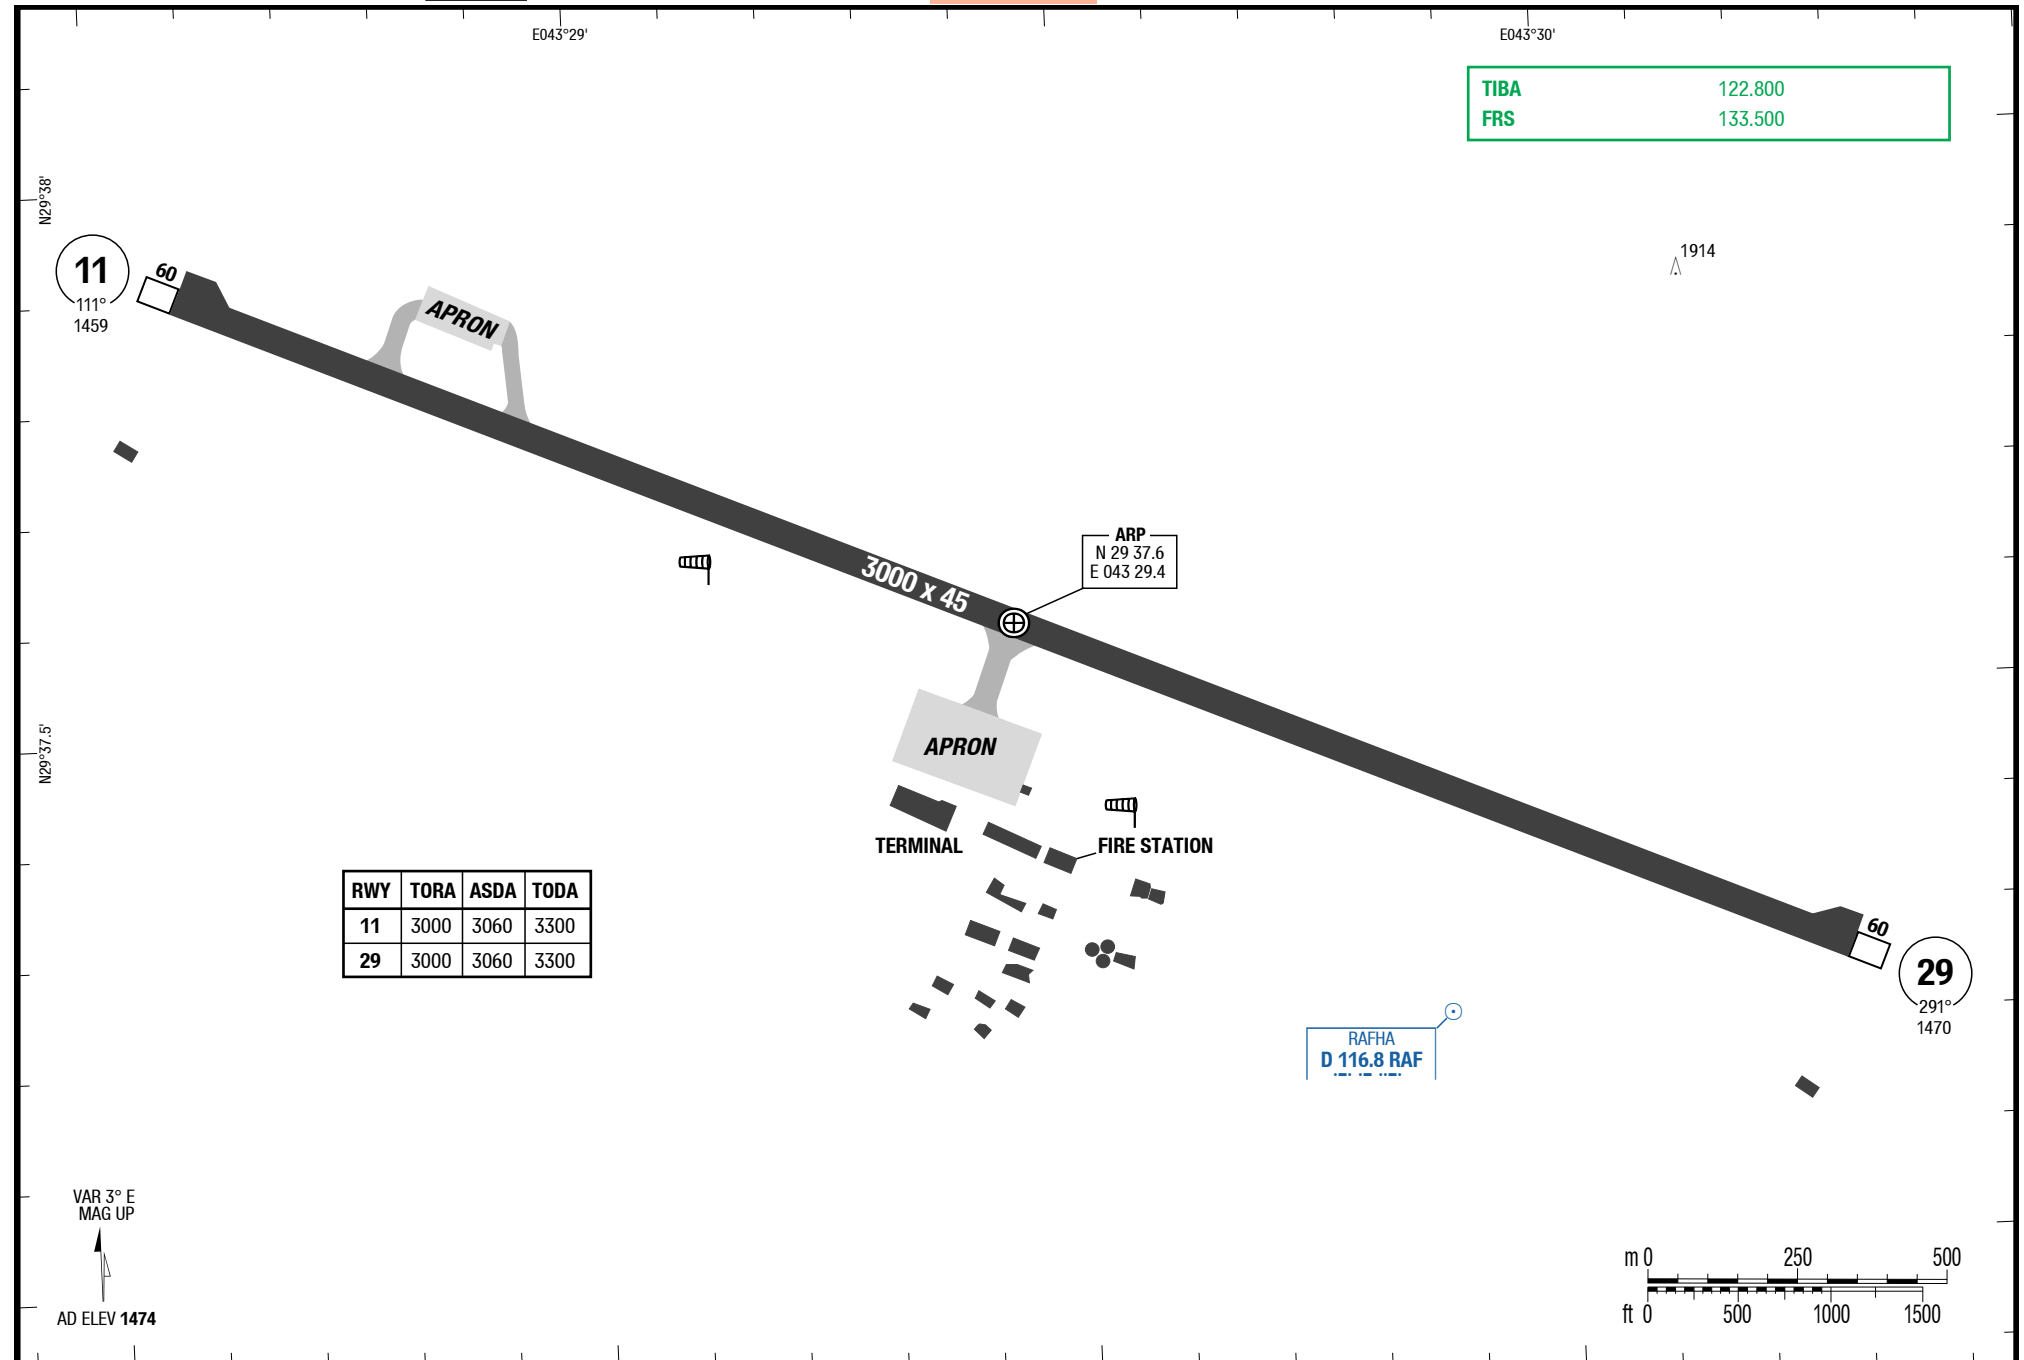 E043°29'
E043°30'
TIBA 122.800
FRS 133.500
N29°38'
1914
11
111°
1459
60
APRON
ARP
N 29 37.6
E 043 29.4
3000 x 45
N29°37.5'
APRON
TERMINAL
FIRE STATION
RWY TORA ASDA TODA
11 3000 3060 3300
29 3000 3060 3300
60
29
291°
1470
RAFHA
D 116.8 RAF
VAR 3° E
MAG UP
AD ELEV 1474
m 0 250 500
ft 0 500 1000 1500